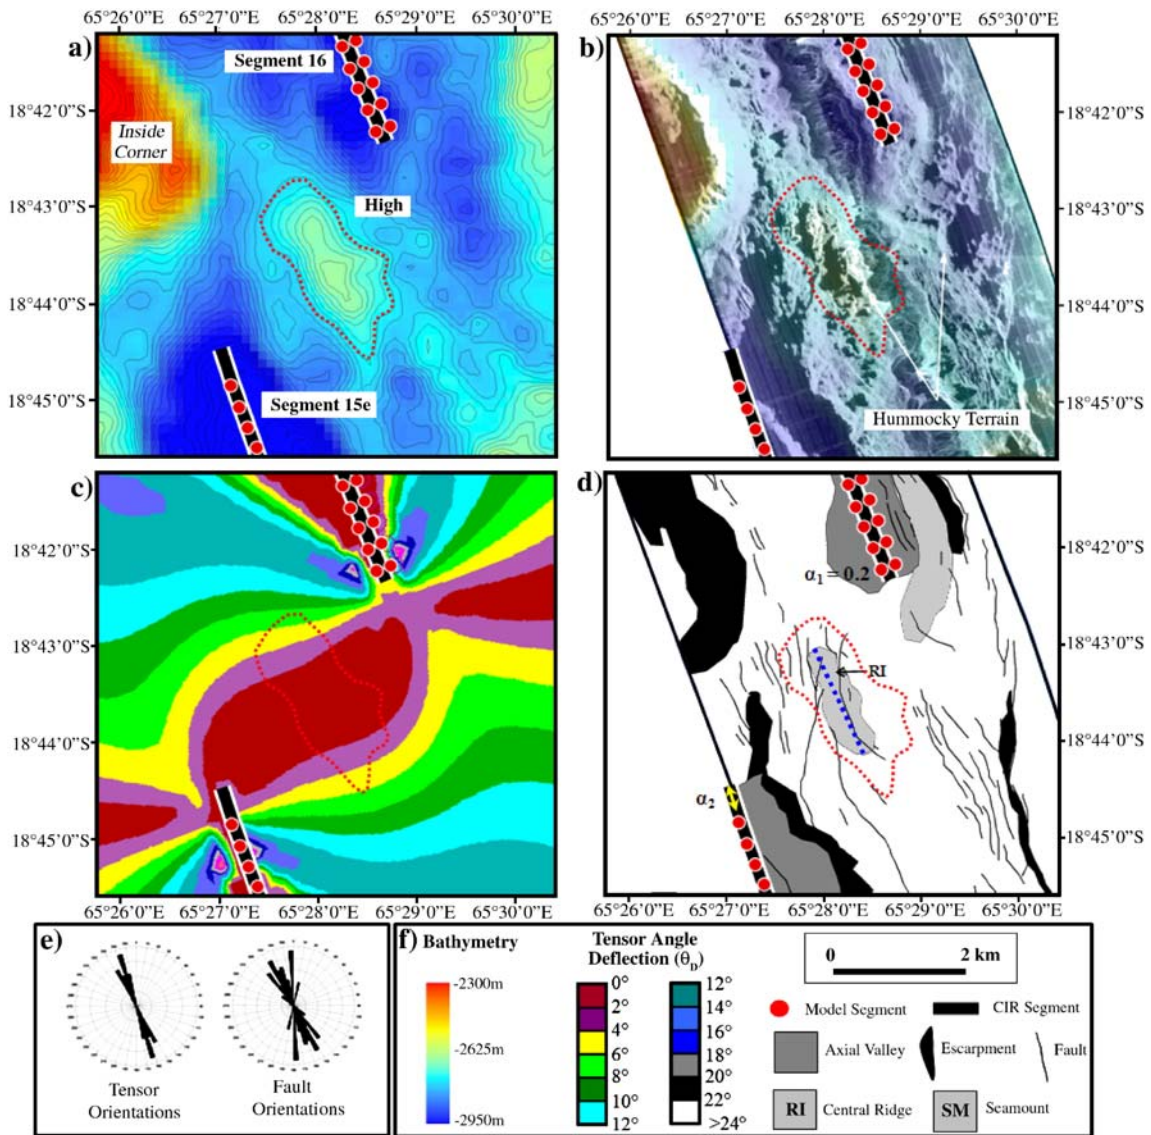 65°26'0"E 65°27'0"E 65°28'0"E 65°29'0"E
65°26'0"E 65°27'0"E 65°28'0"E 65°29'0"E 65°30'0"E
a)
Segment 16
18°42'0"S
Inside
Corner
18°43'0"S
High
18°44'0"S
18°45'0"S
Segment 15e
b)
18°42'0"S
18°43'0"S
18°44'0"S
18°45'0"S
Hummocky Terrain
c)
18°42'0"S
18°43'0"S
18°44'0"S
18°45'0"S
65°26'0"E 65°27'0"E 65°28'0"E 65°29'0"E
d)
α1 = 0.2
18°42'0"S
18°43'0"S
RI
18°44'0"S
α2
18°45'0"S
65°26'0"E 65°27'0"E 65°28'0"E 65°29'0"E 65°30'0"E
e)
Tensor
Orientations
Fault
Orientations
f) Bathymetry
-2300m
-2625m
-2950m
Tensor Angle
Deflection (θD)
0°
2°
4°
6°
8°
10°
12°
12°
14°
16°
18°
20°
22°
>24°
0 2 km
Model Segment
CIR Segment
Axial Valley
Escarpment
Fault
RI Central Ridge
SM Seamount